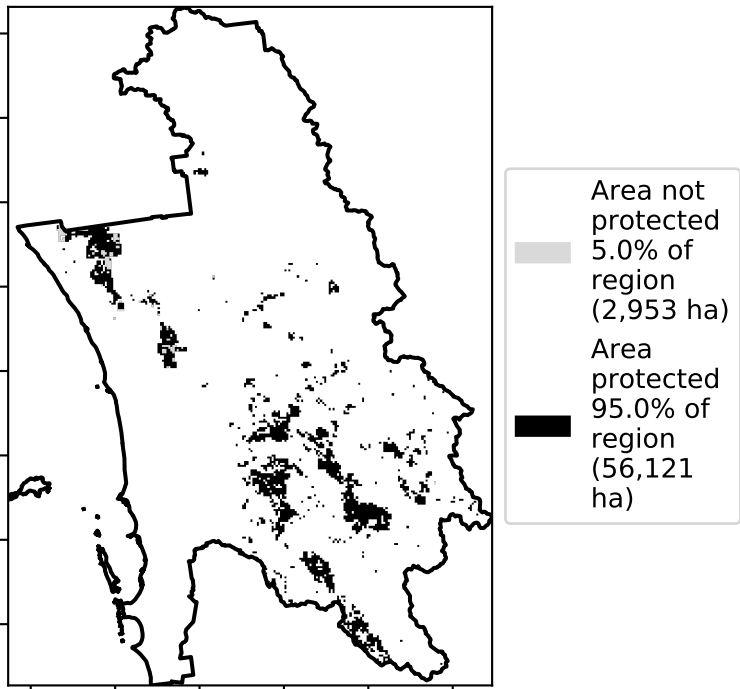 Area not
protected
5.0% of
region
(2,953 ha)
Area
protected
95.0% of
region
(56,121
ha)